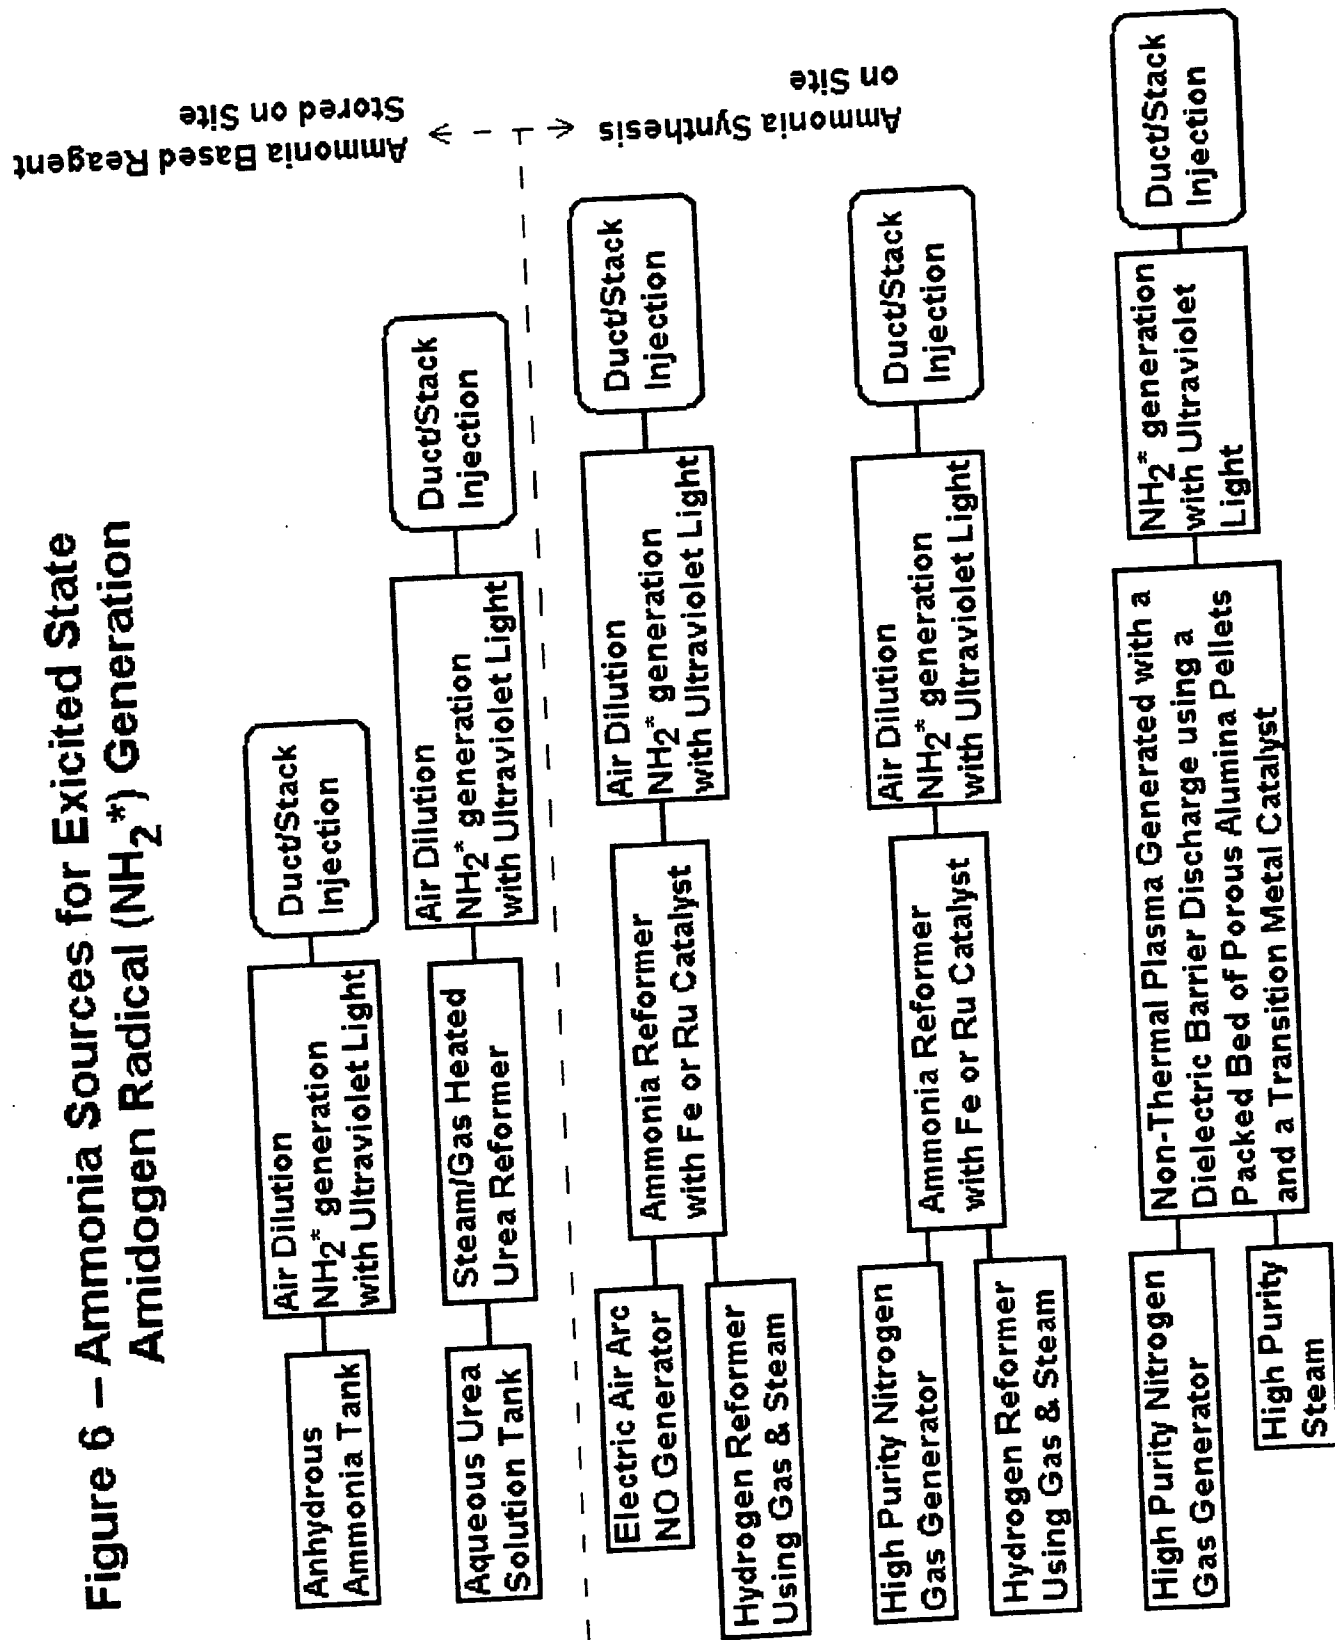 Figure 6 – Ammonia Sources for Exicited State
Amidogen Radical (NH2*) Generation
Anhydrous
Ammonia Tank
Air Dilution
NH2* generation
with Ultraviolet Light
Duct/Stack
Injection
Aqueous Urea
Solution Tank
Steam/Gas Heated
Urea Reformer
Air Dilution
NH2* generation
with Ultraviolet Light
Duct/Stack
Injection
Ammonia Based Reagent
Stored on Site
Ammonia Synthesis
on Site
Electric Air Arc
NO Generator
Hydrogen Reformer
Using Gas & Steam
Ammonia Reformer
with Fe or Ru Catalyst
Air Dilution
NH2* generation
with Ultraviolet Light
Duct/Stack
Injection
High Purity Nitrogen
Gas Generator
Hydrogen Reformer
Using Gas & Steam
Ammonia Reformer
with Fe or Ru Catalyst
Air Dilution
NH2* generation
with Ultraviolet Light
Duct/Stack
Injection
High Purity Nitrogen
Gas Generator
High Purity
Steam
Non-Thermal Plasma Generated with a
Dielectric Barrier Discharge using a
Packed Bed of Porous Alumina Pellets
and a Transition Metal Catalyst
NH2* generation
with Ultraviolet
Light
Duct/Stack
Injection